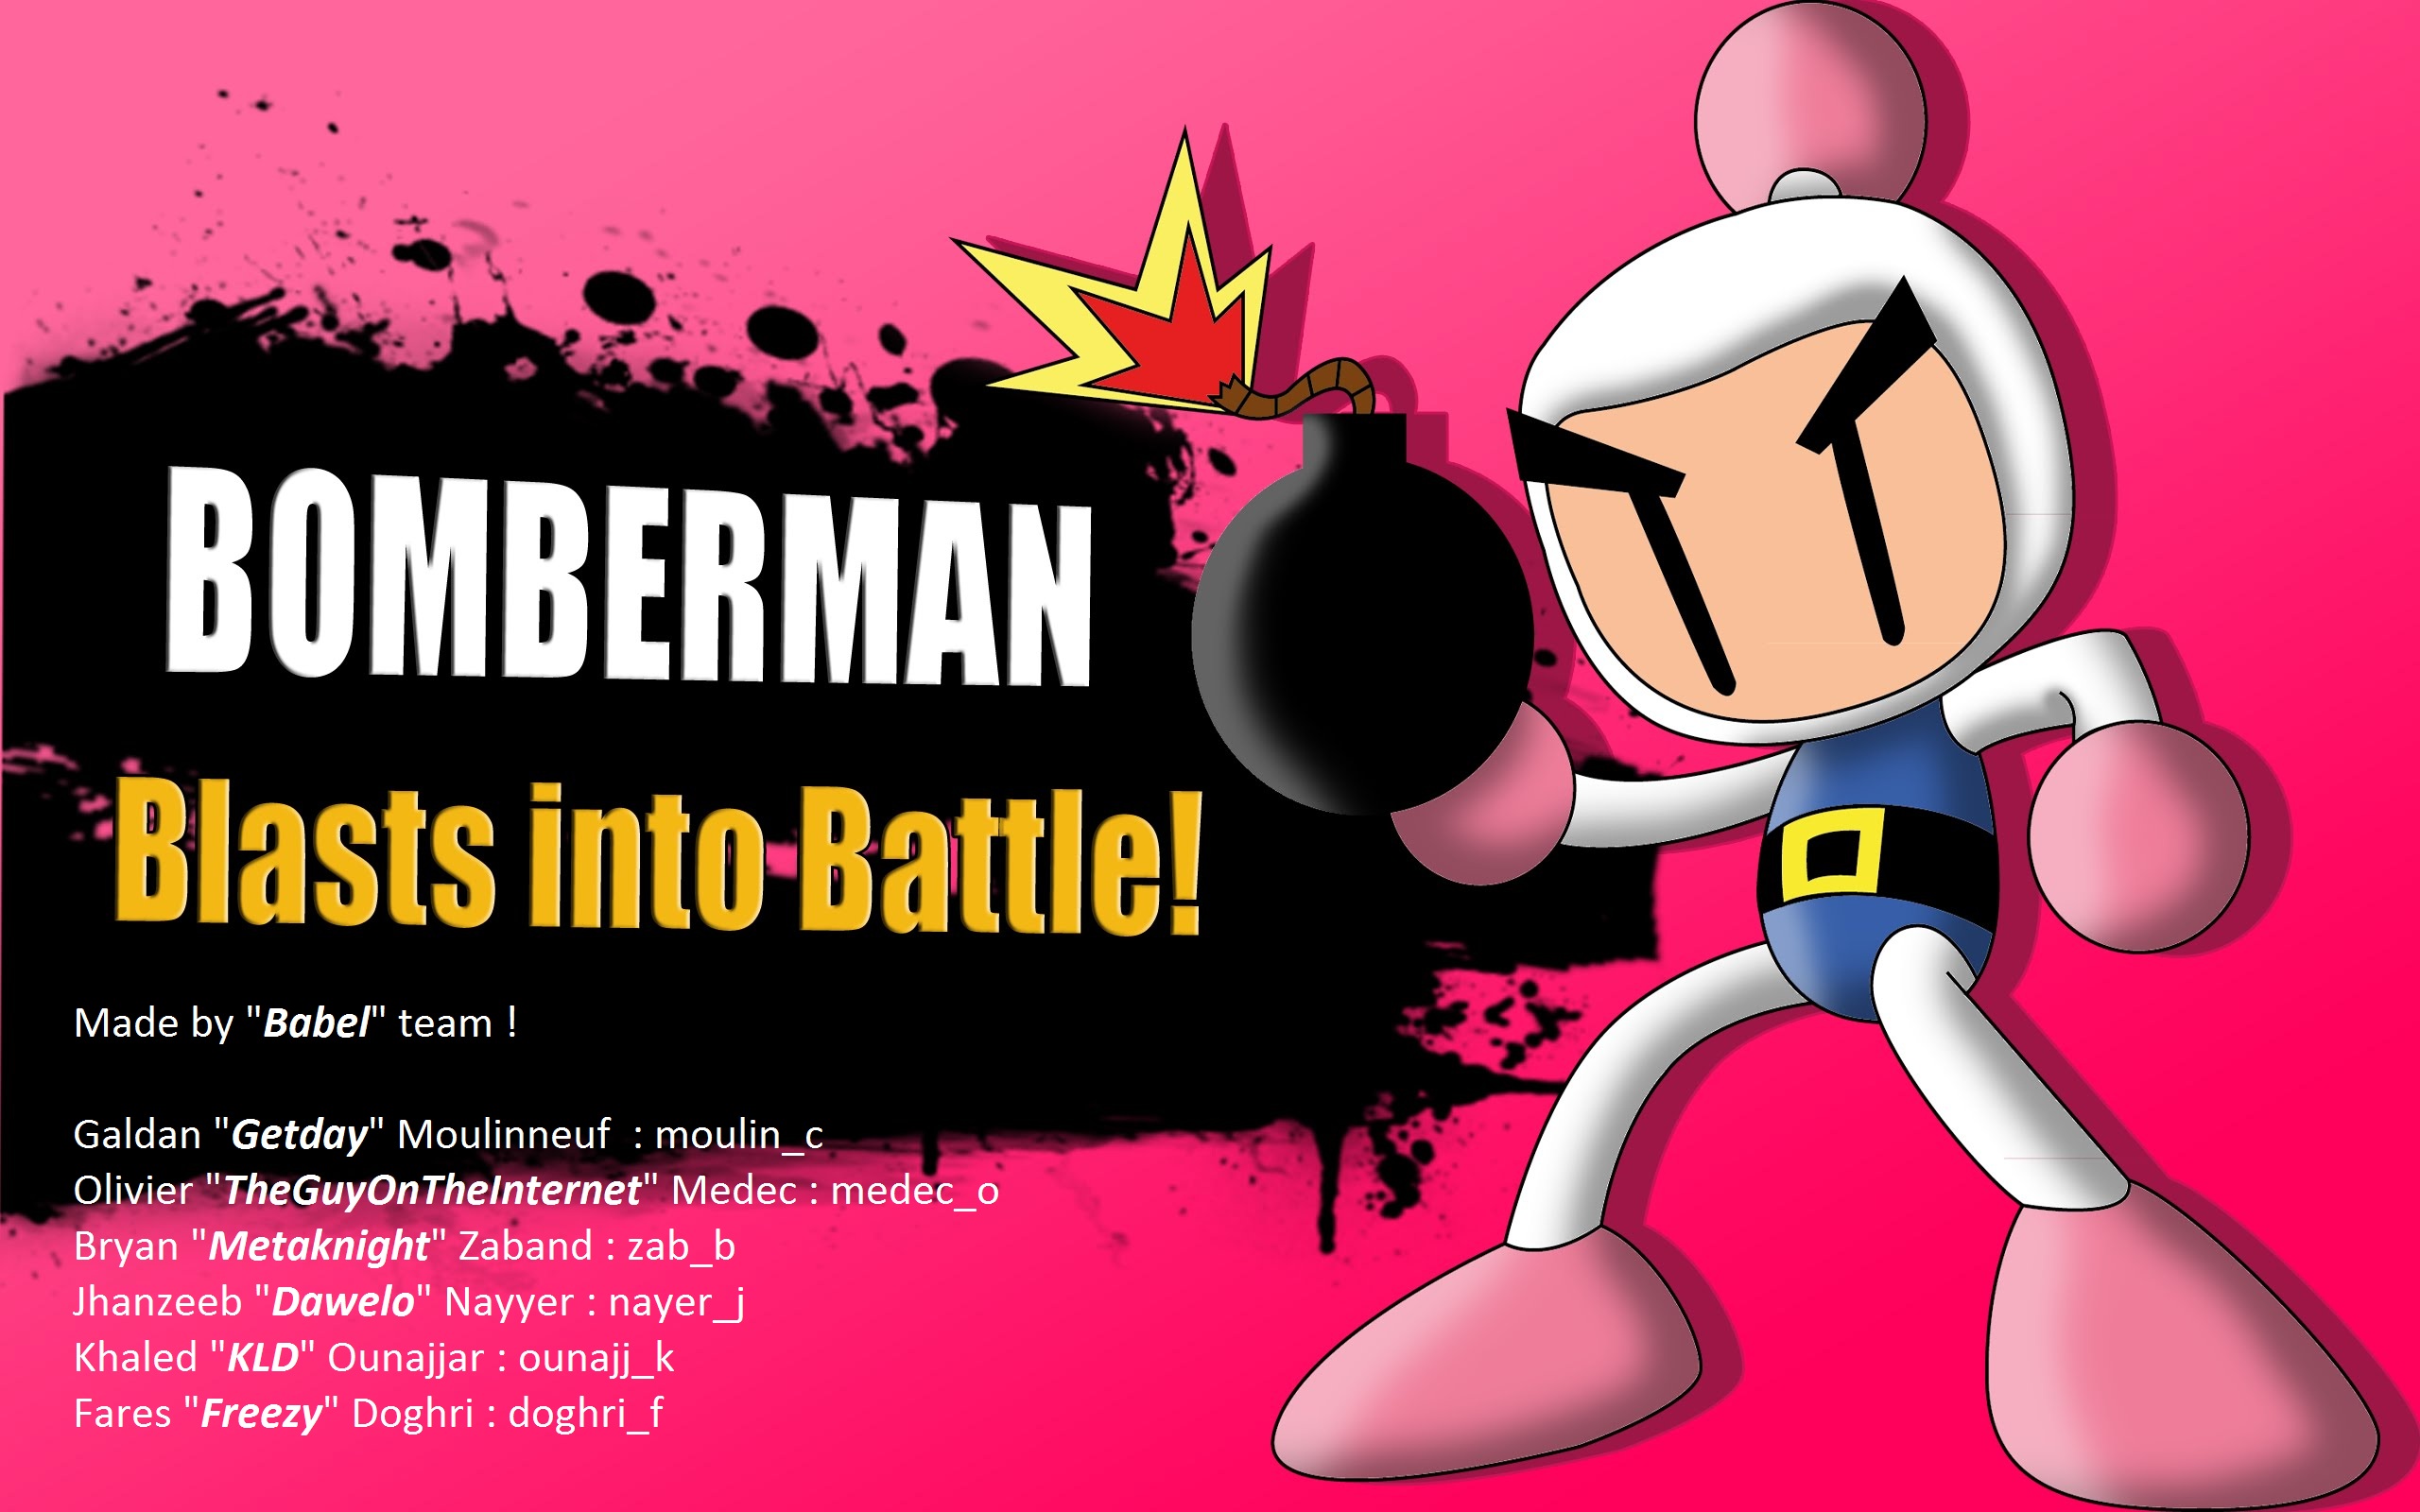 BOMBERMAN
Blasts into Battle!
Made by "Babel" team !
Galdan "Getday" Moulinneuf  : moulin_c
Olivier "TheGuyOnTheInternet" Medec : medec_o
Bryan "Metaknight" Zaband : zab_b
Jhanzeeb "Dawelo" Nayyer : nayer_j
Khaled "KLD" Ounajjar : ounajj_k
Fares "Freezy" Doghri : doghri_f